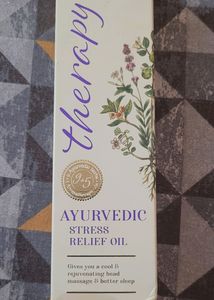 therapy
AYURVEDIC
STRESS
RELIEF OIL
Gives you a cool &
rejuvenating head
massage & better sleep